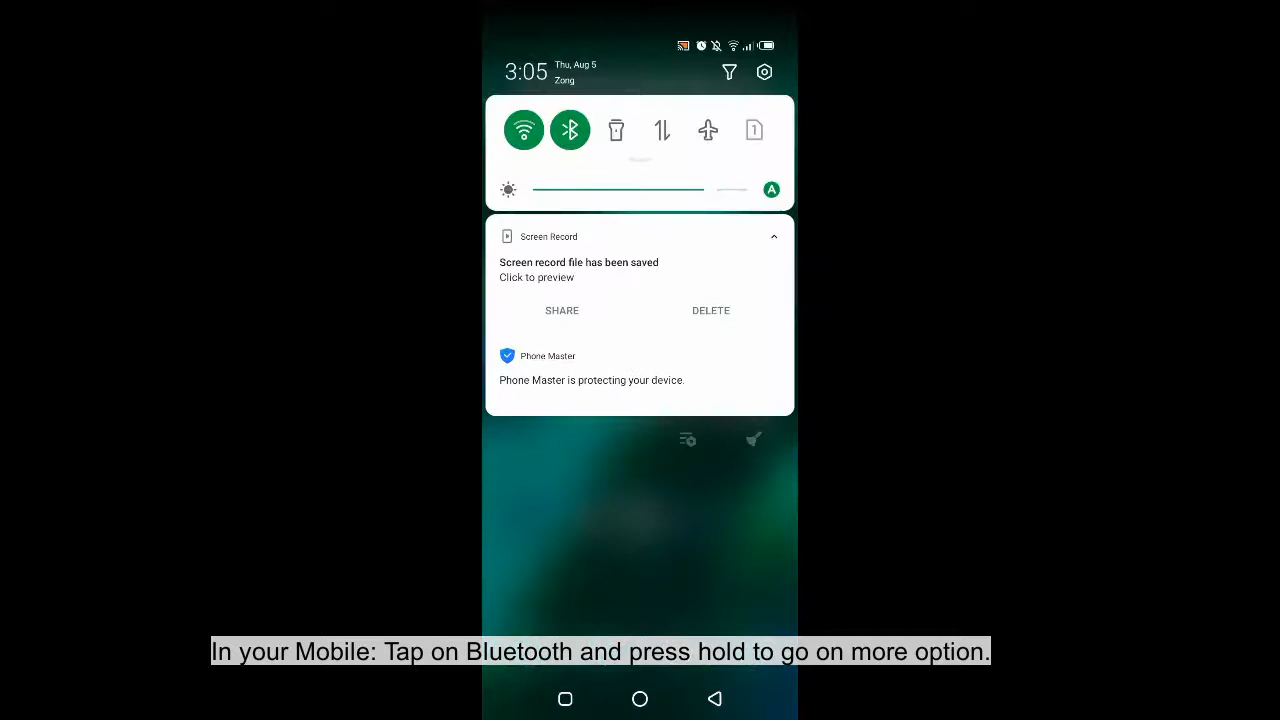 3:05
Thu, Aug 5
Zong
1
A
Screen Record
Screen record file has been saved
Click to preview
SHARE DELETE
Phone Master
Phone Master is protecting your device.
In your Mobile: Tap on Bluetooth and press hold to go on more option.